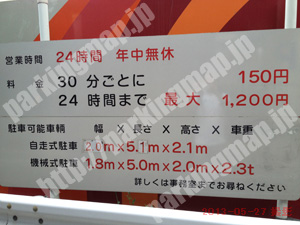 営業時間 24時間 年中無休
料金 30分ごとに 150円
24時間まで 最大 1,200円
駐車可能車輌 幅 X 長さ X 高さ X 車重
自走式駐車 2.0m×5.1m×2.1m
機械式駐車 1.8m×5.0m×2.0m×2.3t
詳しくは事務室までお尋ねください
parkingmap.jp